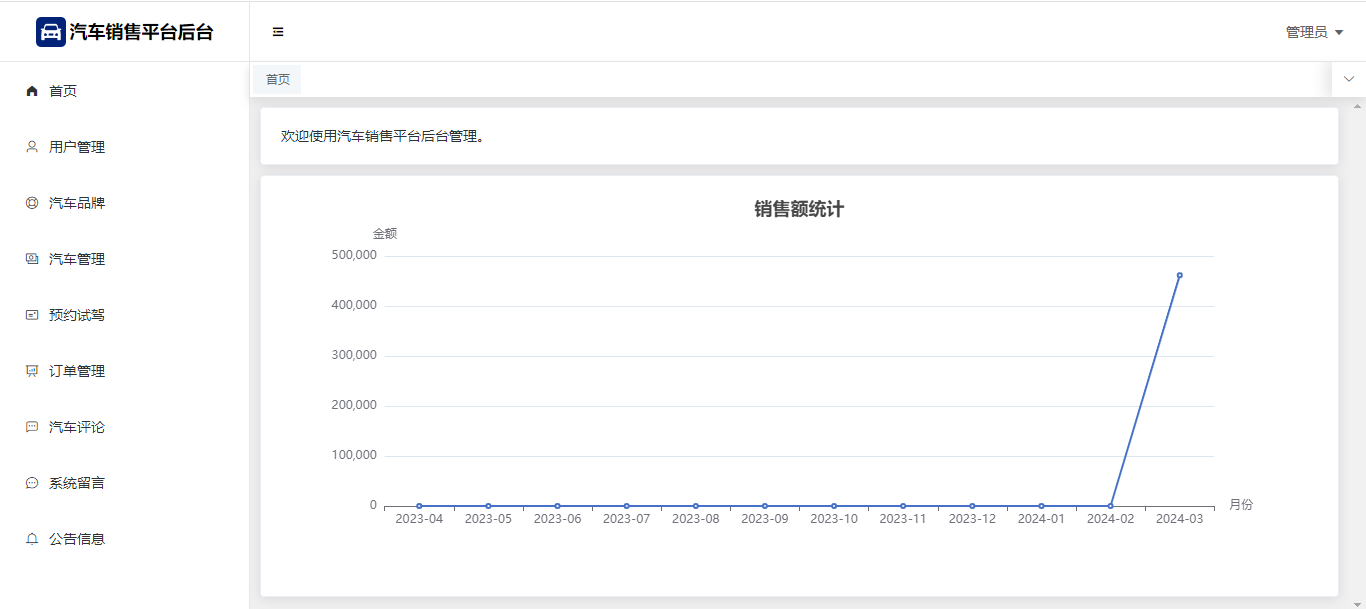 汽车销售平台后台
管理员
首页
用户管理
汽车品牌
汽车管理
预约试驾
订单管理
汽车评论
系统留言
公告信息
首页
欢迎使用汽车销售平台后台管理。
销售额统计
金额
500,000
400,000
300,000
200,000
100,000
0
2023-04 2023-05 2023-06 2023-07 2023-08 2023-09 2023-10 2023-11 2023-12 2024-01 2024-02 2024-03
月份